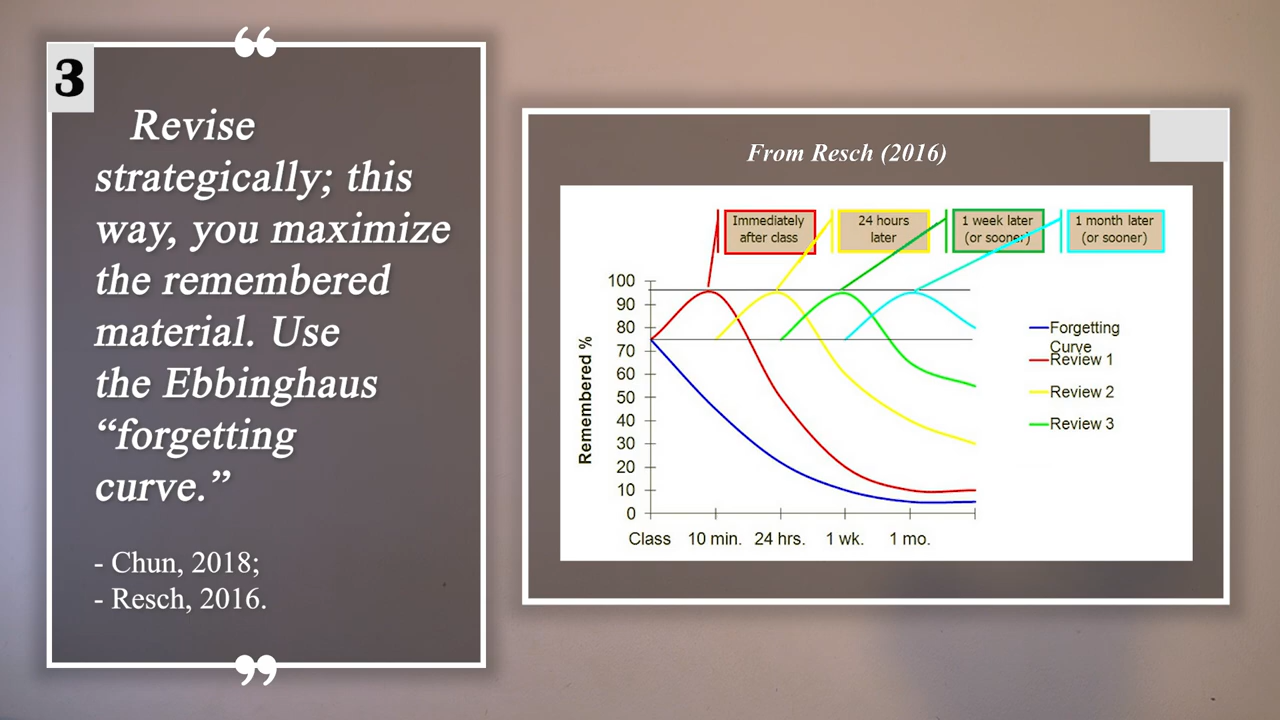 “
3
Revise
strategically; this
way, you maximize
the remembered
material. Use
the Ebbinghaus
“forgetting
curve.”
- Chun, 2018;
- Resch, 2016.
”
From Resch (2016)
Immediately
after class
24 hours
later
1 week later
(or sooner)
1 month later
(or sooner)
Remembered %
100
90
80
70
60
50
40
30
20
10
0
Class 10 min. 24 hrs. 1 wk. 1 mo.
Forgetting
Curve
Review 1
Review 2
Review 3